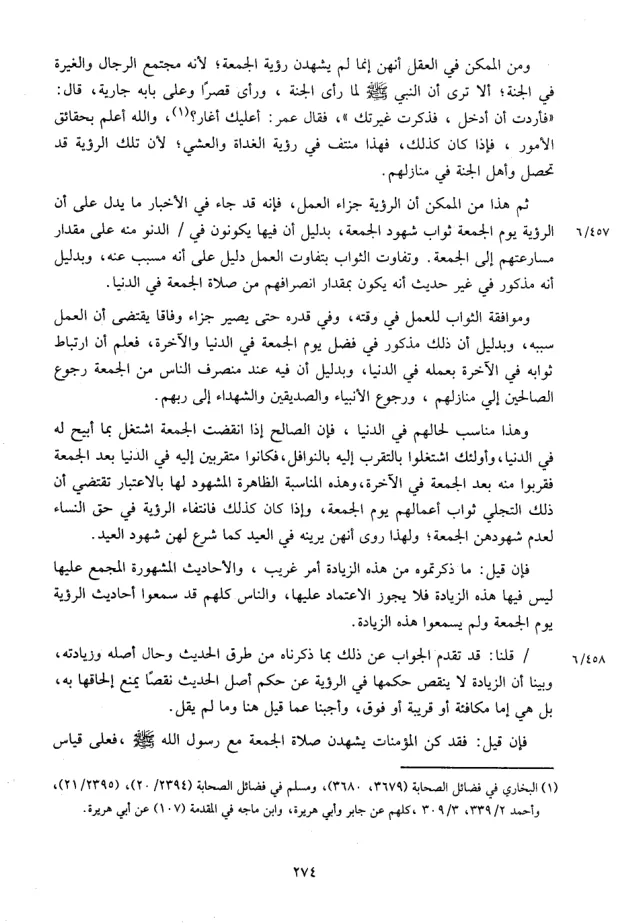 ومن الممكن في العقل أنهن إنما لم يشهدن رؤية الجمعة؛ لأنه مجتمع الرجال والغيرة
في الجنة؛ ألا ترى أن النبي ﷺ لما رأى الجنة ، ورأى قصرًا وعلى بابه جارية، قال:
«فأردت أن أدخل ، فذكرت غيرتك »، فقال عمر: أعليك أغار؟(١)، والله أعلم بحقائق
الأمور ، فإذا كان كذلك، فهذا منتف في رؤية الغداة والعشي؛ لأن تلك الرؤية قد
تحصل وأهل الجنة في منازلهم.
ثم هذا من الممكن أن الرؤية جزاء العمل، فإنه قد جاء في الأخبار ما يدل على أن
٦/٤٥٧ الرؤية يوم الجمعة ثواب شهود الجمعة، بدليل أن فيها يكونون في / الدنو منه على مقدار
مسارعتهم إلى الجمعة. وتفاوت الثواب بتفاوت العمل دليل على أنه مسبب عنه، وبدليل
أنه مذكور في غير حديث أنه يكون بمقدار انصرافهم من صلاة الجمعة في الدنيا.
وموافقة الثواب للعمل في وقته، وفي قدره حتى يصير جزاء وفاقا يقتضى أن العمل
سببه، وبدليل أن ذلك مذكور في فضل يوم الجمعة في الدنيا والآخرة، فعلم أن ارتباط
ثوابه في الآخرة بعمله في الدنيا، وبدليل أن فيه عند منصرف الناس من الجمعة رجوع
الصالحين إلي منازلهم ، ورجوع الأنبياء والصديقين والشهداء إلى ربهم.
وهذا مناسب لحالهم في الدنيا ، فإن الصالح إذا انقضت الجمعة اشتغل بما أبيح له
في الدنيا،وأولئك اشتغلوا بالتقرب إليه بالنوافل،فكانوا متقربين إليه في الدنيا بعد الجمعة
فقربوا منه بعد الجمعة في الآخرة،وهذه المناسبة الظاهرة المشهود لها بالاعتبار تقتضي أن
ذلك التجلي ثواب أعمالهم يوم الجمعة، وإذا كان كذلك فانتفاء الرؤية في حق النساء
لعدم شهودهن الجمعة؛ ولهذا روى أنهن يرينه في العيد كما شرع لهن شهود العيد.
فإن قيل: ما ذكرتموه من هذه الزيادة أمر غريب ، والأحاديث المشهورة المجمع عليها
ليس فيها هذه الزيادة فلا يجوز الاعتماد عليها، والناس كلهم قد سمعوا أحاديث الرؤية
يوم الجمعة ولم يسمعوا هذه الزيادة.
٦/٤٥٨ / قلنا: قد تقدم الجواب عن ذلك بما ذكرناه من طرق الحديث وحال أصله وزيادته،
وبينا أن الزيادة لا ينقص حكمها في الرؤية عن حكم أصل الحديث نقصًا يمنع إلحاقها به،
بل هي إما مكافئة أو قريبة أو فوق، وأجبنا عما قيل هنا وما لم يقل.
فإن قيل: فقد كن المؤمنات يشهدن صلاة الجمعة مع رسول الله ﷺ ،فعلى قياس
(١) البخاري في فضائل الصحابة (٣٦٧٩، ٣٦٨٠)، ومسلم في فضائل الصحابة (٢٣٩٤/ ٢٠)، (٢٣٩٥/ ٢١)،
وأحمد ٢/ ٣٣٩، ٣/ ٣٠٩ ،كلهم عن جابر وأبي هريرة، وابن ماجه في المقدمة (١٠٧) عن أبي هريرة.
٢٧٤